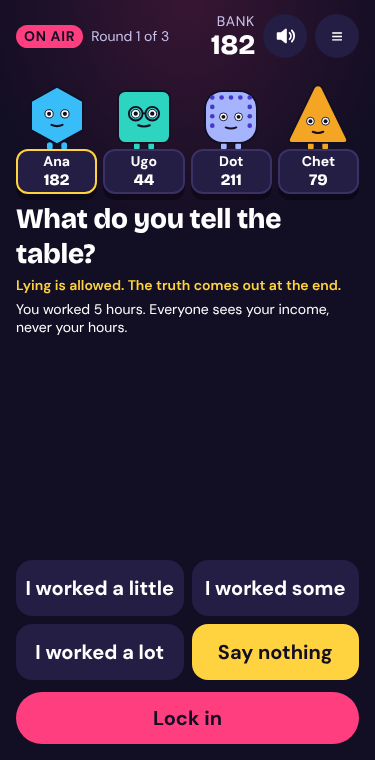 ON AIR
Round 1 of 3
BANK
182
Ana
182
Ugo
44
Dot
211
Chet
79
What do you tell the
table?
Lying is allowed. The truth comes out at the end.
You worked 5 hours. Everyone sees your income,
never your hours.
I worked a little
I worked some
I worked a lot
Say nothing
Lock in